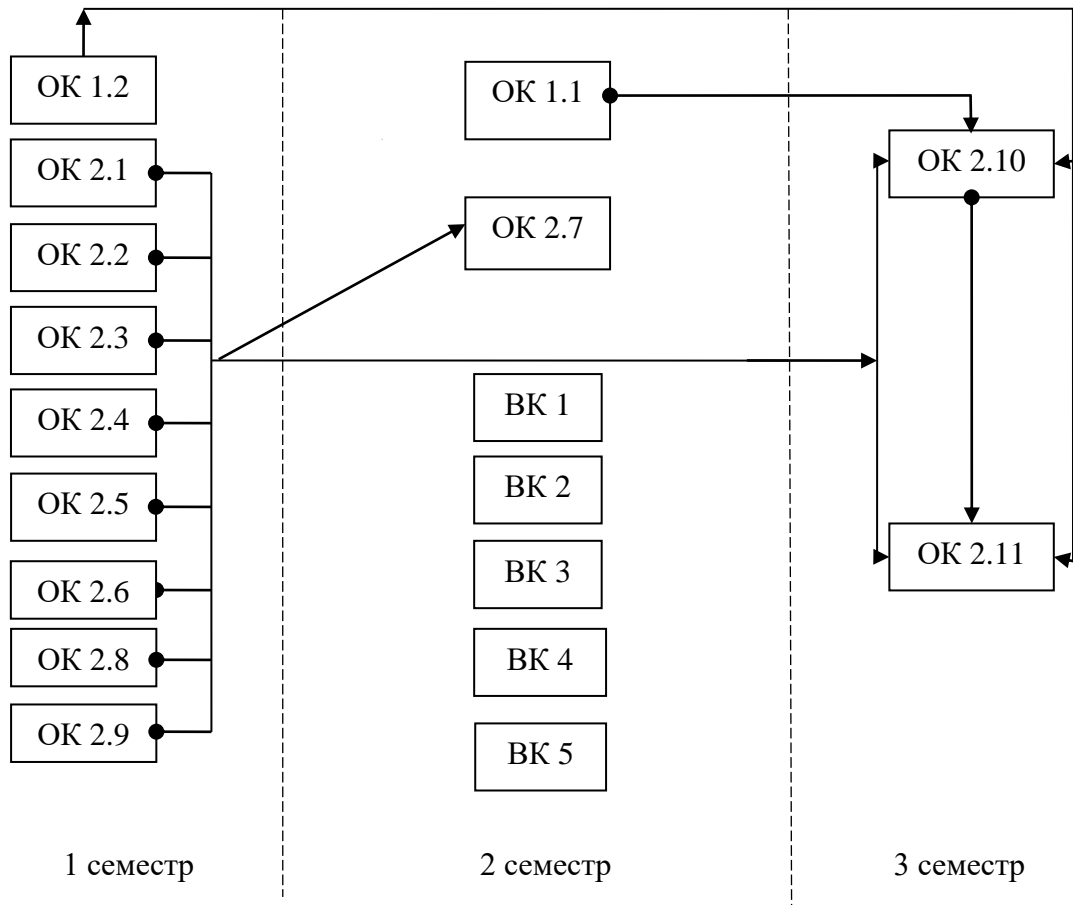 ОК 1.2
ОК 2.1
ОК 2.2
ОК 2.3
ОК 2.4
ОК 2.5
ОК 2.6
ОК 2.8
ОК 2.9
1 семестр
ОК 1.1
ОК 2.7
ВК 1
ВК 2
ВК 3
ВК 4
ВК 5
2 семестр
ОК 2.10
ОК 2.11
3 семестр